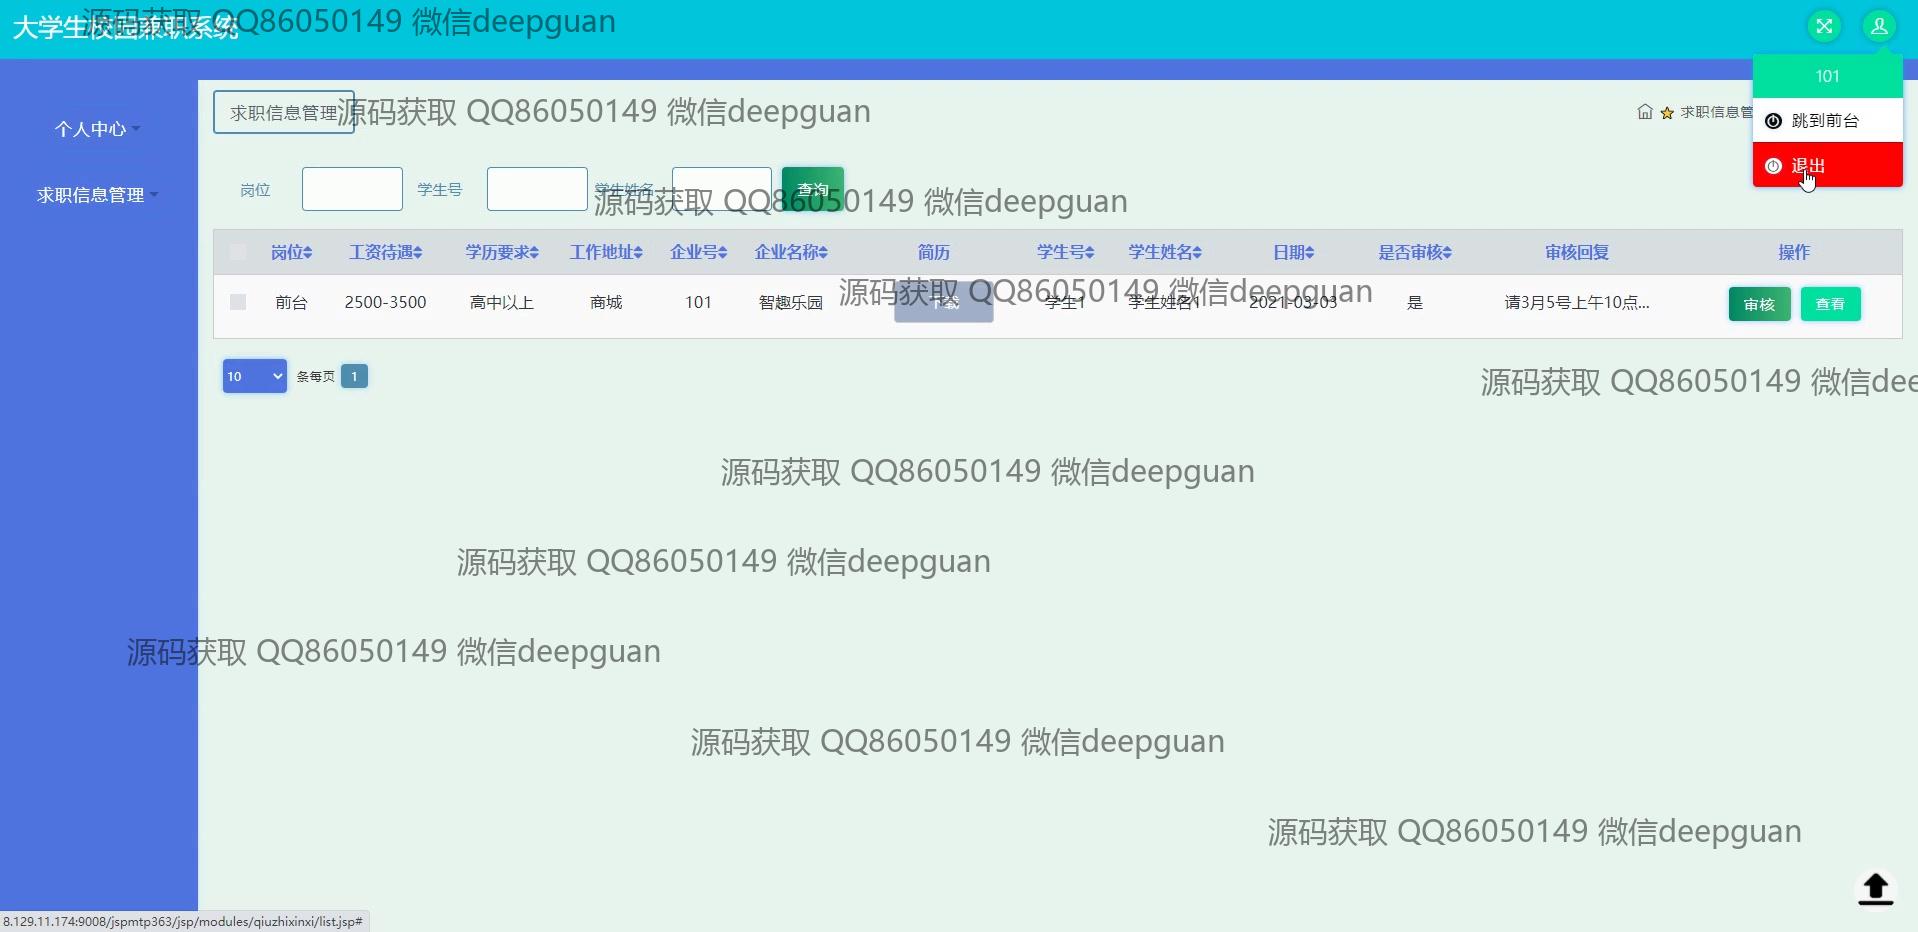 大学生校园兼职系统
源码获取 QQ86050149 微信deepguan
101
跳到前台
退出
个人中心
求职信息管理
求职信息管理
源码获取 QQ86050149 微信deepguan
求职信息管
岗位 学生号 学生姓名 查询
源码获取 QQ86050149 微信deepguan
岗位 工资待遇 学历要求 工作地址 企业号 企业名称 简历 学生号 学生姓名 日期 是否审核 审核回复 操作
前台 2500-3500 高中以上 商城 101 智趣乐园 下载 学生1 学生姓名1 2021-03-03 是 请3月5号上午10点... 审核 查看
源码获取 QQ86050149 微信deepguan
10 条每页 1
源码获取 QQ86050149 微信dee
源码获取 QQ86050149 微信deepguan
源码获取 QQ86050149 微信deepguan
源码获取 QQ86050149 微信deepguan
源码获取 QQ86050149 微信deepguan
源码获取 QQ86050149 微信deepguan
8.129.11.174:9008/jspmtp363/jsp/modules/qiuzhixinxi/list.jsp#